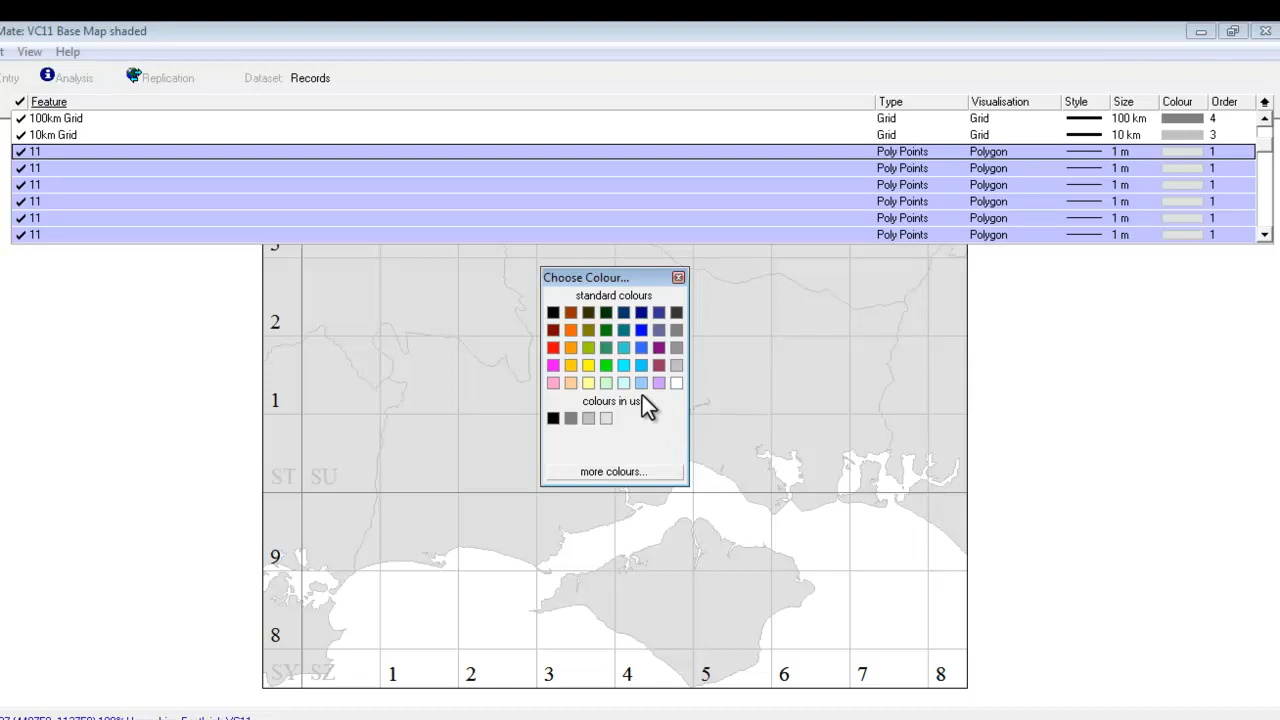 Mate: VC11 Base Map shaded
View Help
Analysis Replication Dataset: Records
Feature Type Visualisation Style Size Colour Order
100km Grid Grid Grid 100 km 4
10km Grid Grid Grid 10 km 3
11 Poly Points Polygon 1 m 1
11 Poly Points Polygon 1 m 1
11 Poly Points Polygon 1 m 1
11 Poly Points Polygon 1 m 1
11 Poly Points Polygon 1 m 1
11 Poly Points Polygon 1 m 1
Choose Colour...
standard colours
2
1
colours in us
more colours...
ST SU
9
8
SY SZ
1 2 3 4 5 6 7 8